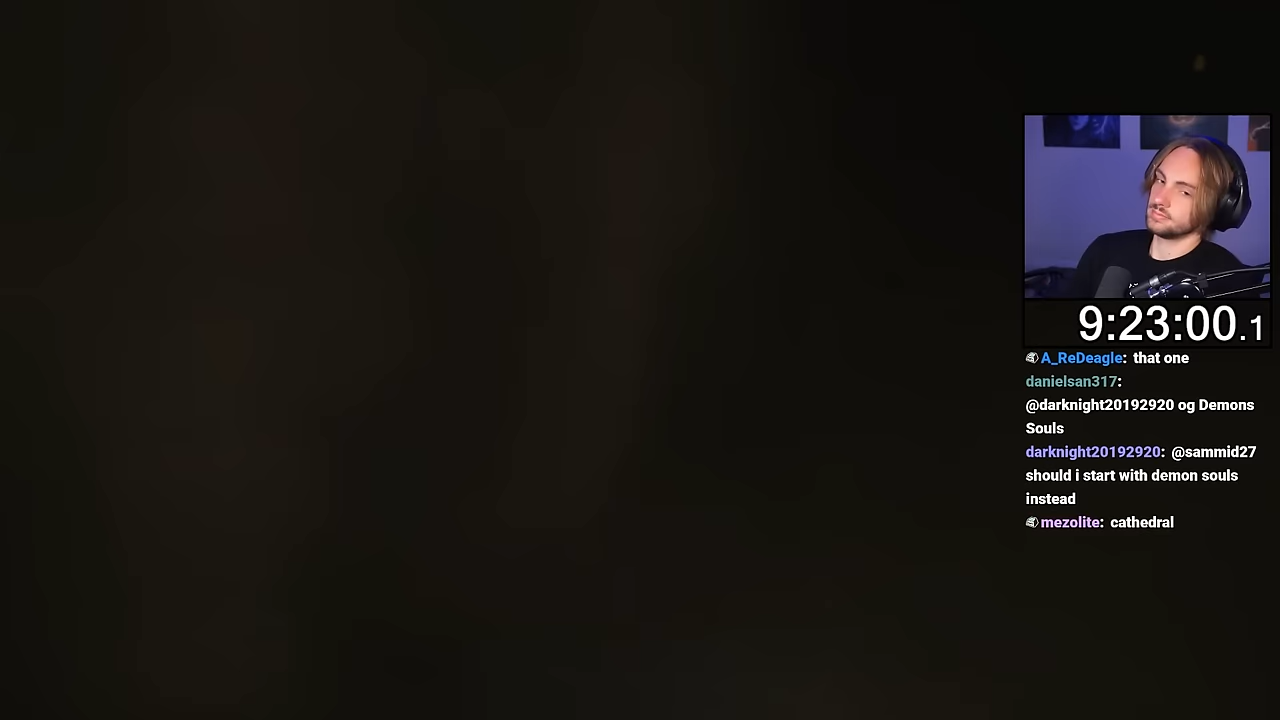 9:23:00.1
A_ReDeagle: that one
danielsan317:
@darknight20192920 og Demons
Souls
darknight20192920: @sammid27
should i start with demon souls
instead
mezolite: cathedral